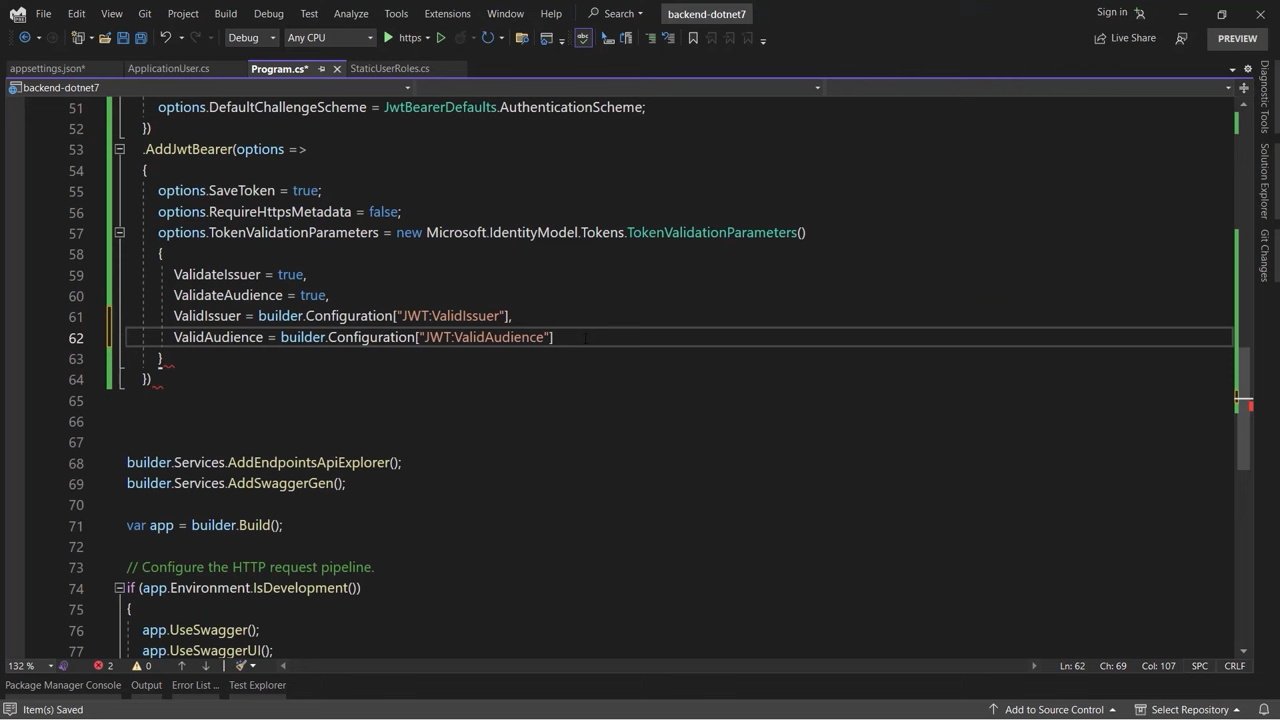 File Edit View Git Project Build Debug Test Analyze Tools Extensions Window Help Search backend-dotnet7 Sign in
Debug Any CPU https abc Live Share PREVIEW
appsettings.json* ApplicationUser.cs Program.cs* StaticUserRoles.cs
backend-dotnet7
51 options.DefaultChallengeScheme = JwtBearerDefaults.AuthenticationScheme;
52 })
53 .AddJwtBearer(options =>
54 {
55 options.SaveToken = true;
56 options.RequireHttpsMetadata = false;
57 options.TokenValidationParameters = new Microsoft.IdentityModel.Tokens.TokenValidationParameters()
58 {
59 ValidateIssuer = true,
60 ValidateAudience = true,
61 ValidIssuer = builder.Configuration["JWT:ValidIssuer"],
62 ValidAudience = builder.Configuration["JWT:ValidAudience"]
63 }
64 })
65
66
67
68 builder.Services.AddEndpointsApiExplorer();
69 builder.Services.AddSwaggerGen();
70
71 var app = builder.Build();
72
73 // Configure the HTTP request pipeline.
74 if (app.Environment.IsDevelopment())
75 {
76 app.UseSwagger();
77 app.UseSwaggerUI();
Diagnostic Tools
Solution Explorer
Git Changes
132 % 2 0 Ln: 62 Ch: 69 Col: 107 SPC CRLF
Package Manager Console Output Error List ... Test Explorer
Item(s) Saved Add to Source Control Select Repository